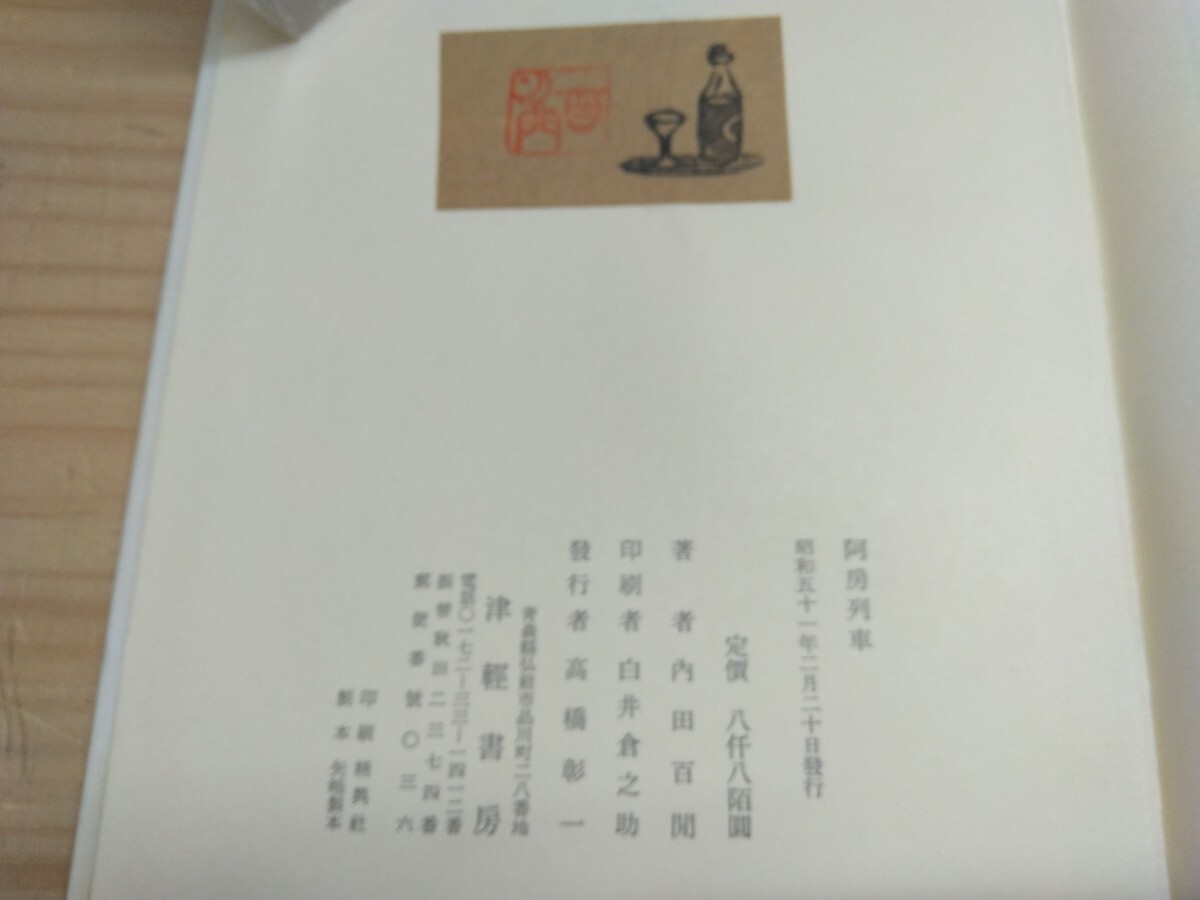 阿房列車
昭和五十一年二月二十日發行
定價 八仟八陌圓
著者 內田百閒
印刷者 白井倉之助
發行者 高橋彰一
青森縣弘前市品川町二八番地
津輕書房
電話〇一七二-三三-一四一二番
振替秋田二三七四番
郵便番號〇三六
印刷 精興社
製本